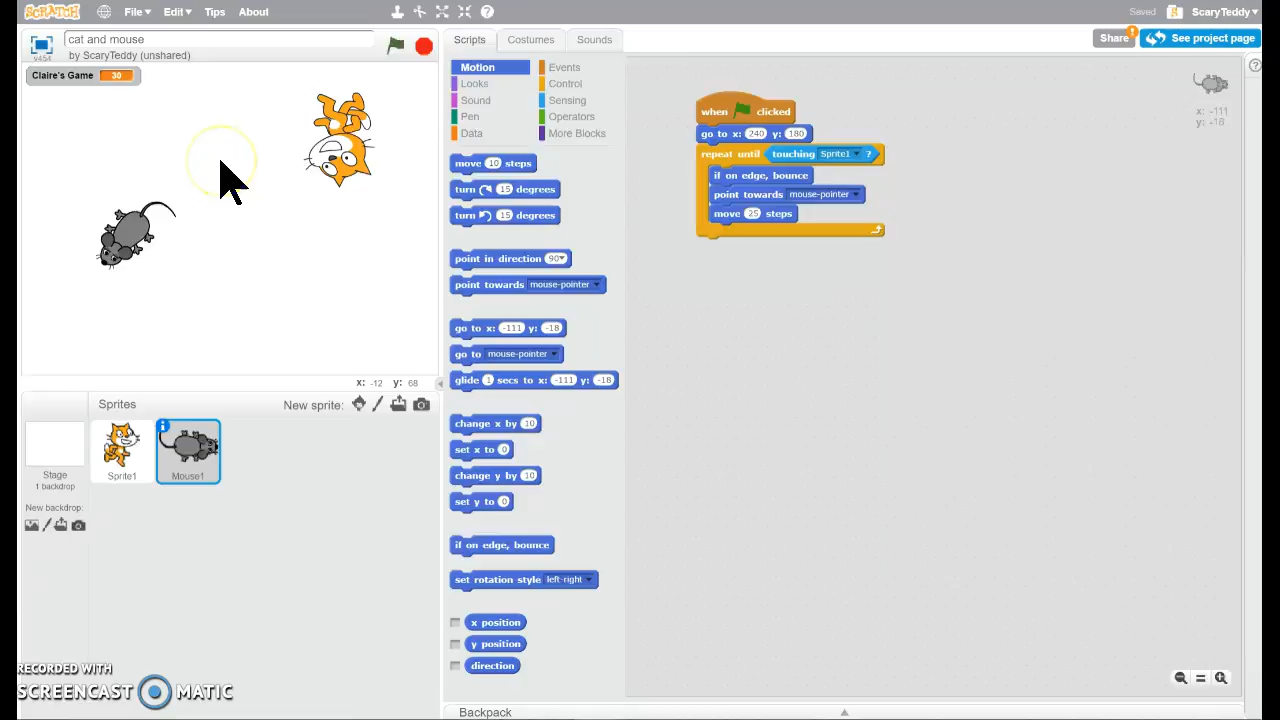 SCRATCH File▼ Edit▼ Tips About Saved ScaryTeddy▼
cat and mouse
by ScaryTeddy (unshared)
v454
Scripts Costumes Sounds Share See project page
Claire's Game 30
Motion Events
Looks Control
Sound Sensing
Pen Operators
Data More Blocks
move 10 steps
turn 15 degrees
turn 15 degrees
point in direction 90▼
point towards mouse-pointer
go to x: -111 y: -18
go to mouse-pointer
glide 1 secs to x: -111 y: -18
change x by 10
set x to 0
change y by 10
set y to 0
if on edge, bounce
set rotation style left-right
x position
y position
direction
when clicked
go to x: 240 y: 180
repeat until touching Sprite1 ?
if on edge, bounce
point towards mouse-pointer
move 25 steps
x: -111
y: -18
x: -12 y: 68
Sprites New sprite:
Stage
1 backdrop
New backdrop:
Sprite1
Mouse1
Backpack
RECORDED WITH
SCREENCAST MATIC